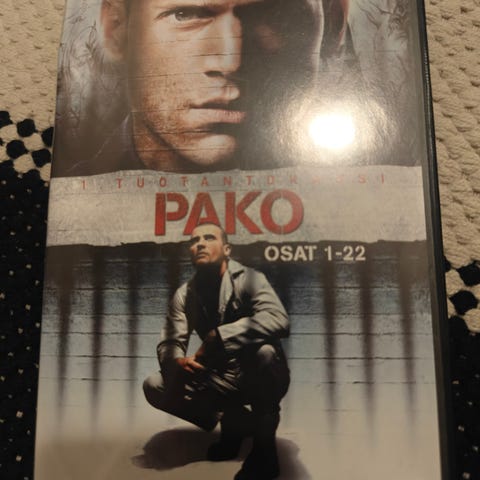 1. TUOTANTOKAUSI
PAKO
OSAT 1-22